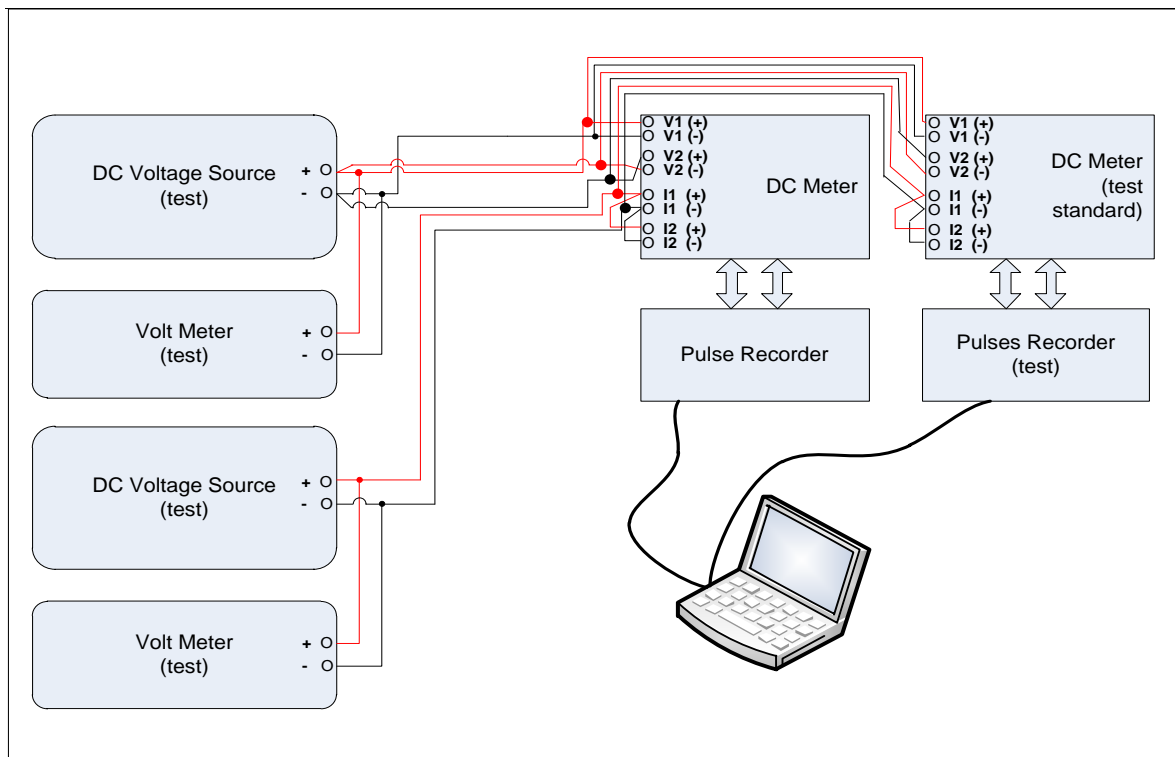 DC Voltage Source
(test)
+ O
- O
Volt Meter
(test)
+ O
- O
DC Voltage Source
(test)
+ O
- O
Volt Meter
(test)
+ O
- O
O V1 (+)
O V1 (-)
O V2 (+)
O V2 (-)
O I1 (+)
O I1 (-)
O I2 (+)
O I2 (-)
DC Meter
O V1 (+)
O V1 (-)
O V2 (+)
O V2 (-)
O I1 (+)
O I1 (-)
O I2 (+)
O I2 (-)
DC Meter
(test
standard)
Pulse Recorder
Pulses Recorder
(test)